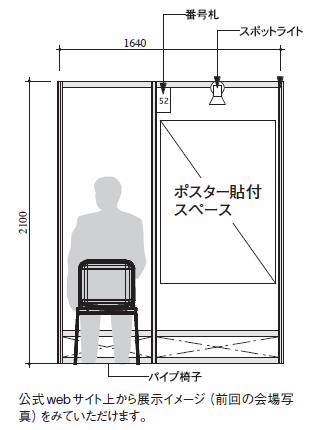 番号札
スポットライト
1640
52
2100
ポスター貼付
スペース
パイプ椅子
公式webサイト上から展示イメージ（前回の会場写
真）をみていただけます。